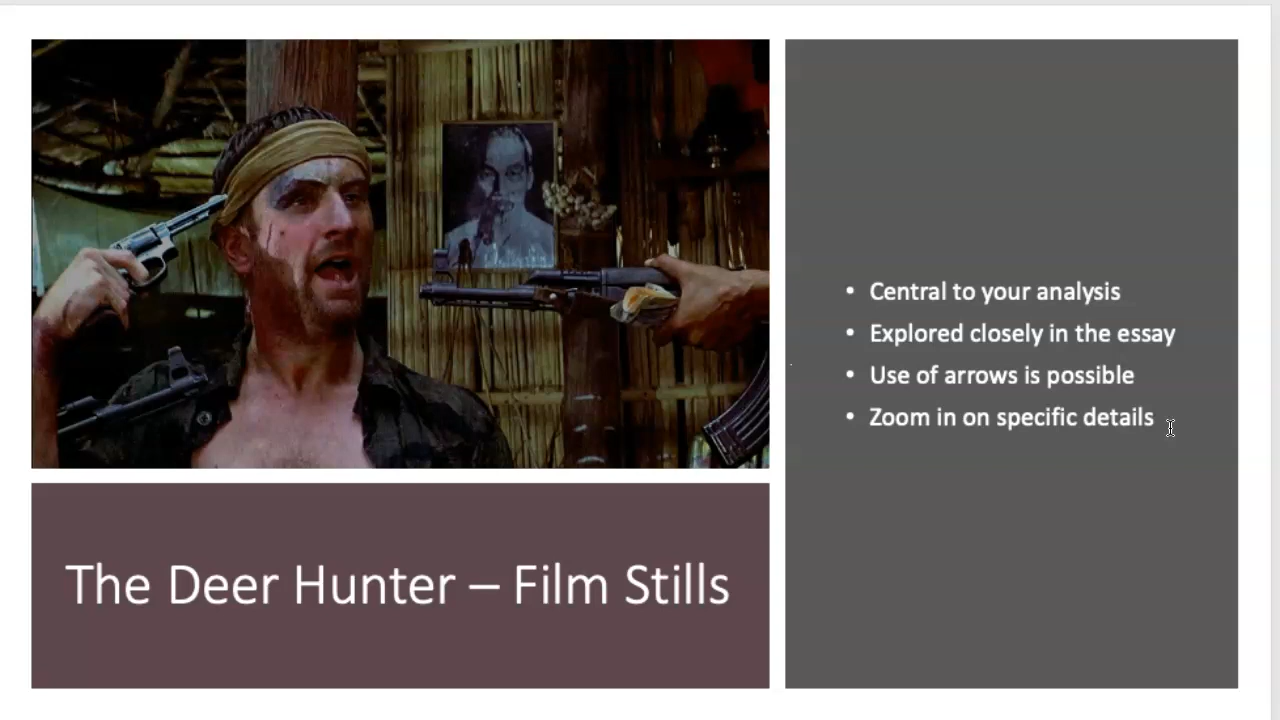 The Deer Hunter – Film Stills
• Central to your analysis
• Explored closely in the essay
• Use of arrows is possible
• Zoom in on specific details